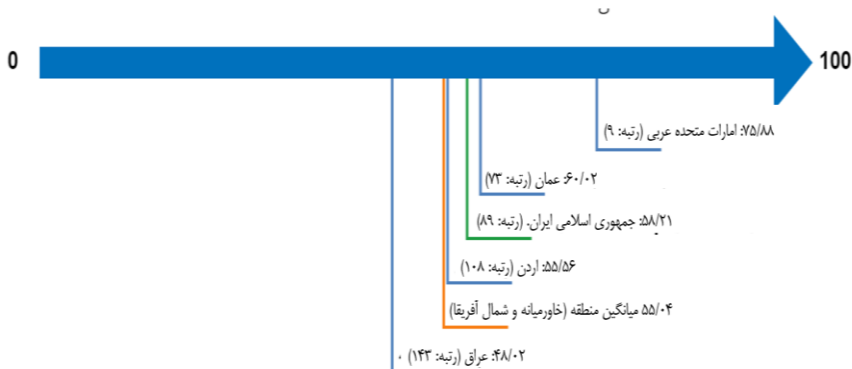 0
100
۷۵/۸۸: امارات متحده عربی (رتبه: ۹)
۶۰/۰۲: عمان (رتبه: ۷۳)
۵۸/۲۱: جمهوری اسلامی ایران. (رتبه: ۸۹)
۵۵/۵۶: اردن (رتبه: ۱۰۸)
۵۵/۰۴ میانگین منطقه (خاورمیانه و شمال آفریقا)
۴۸/۰۲: عراق (رتبه: ۱۴۳) .